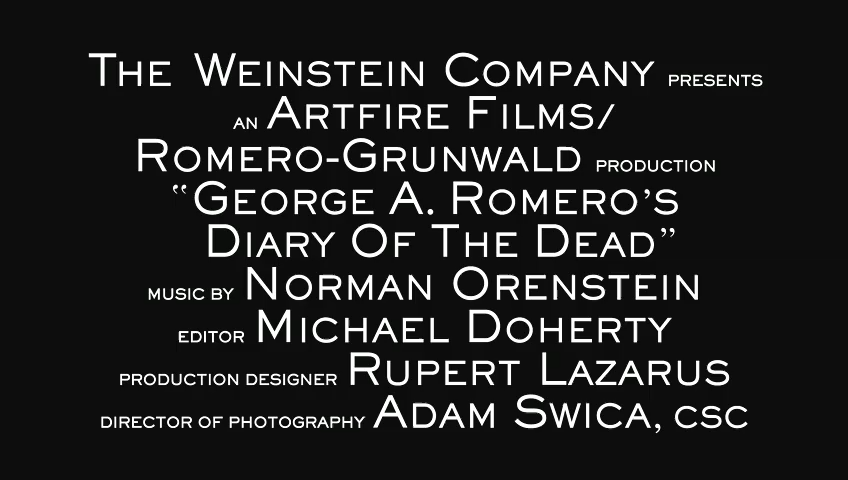 The Weinstein Company presents
an Artfire Films/
Romero-Grunwald production
“George A. Romero’s
Diary Of The Dead”
music by Norman Orenstein
editor Michael Doherty
production designer Rupert Lazarus
director of photography Adam Swica, csc